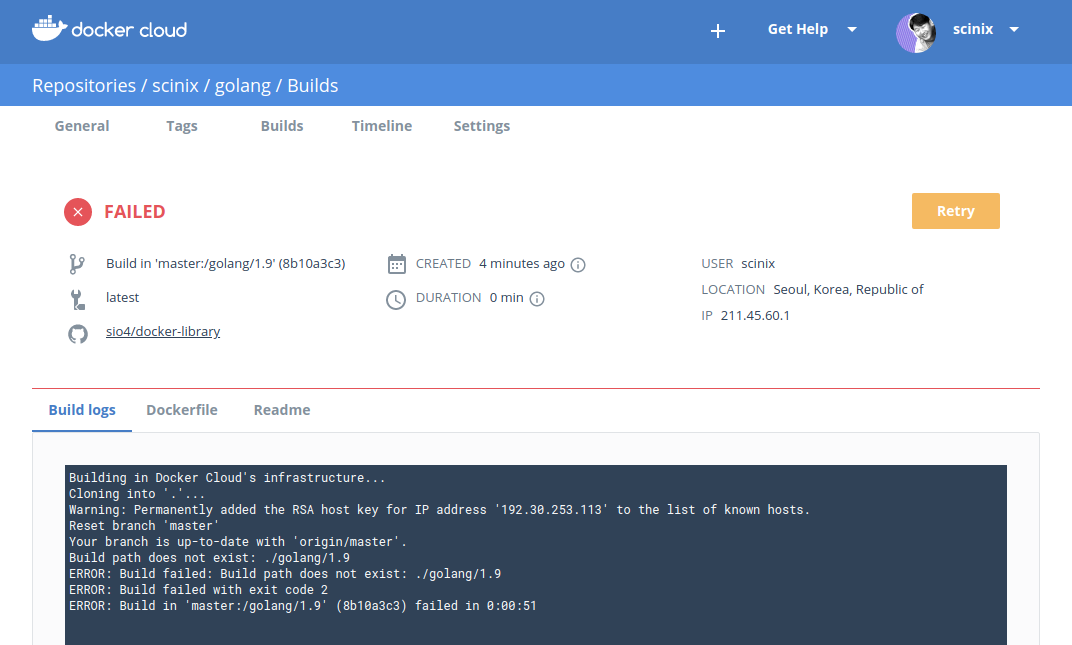 docker cloud
Get Help
scinix
Repositories / scinix / golang / Builds
General Tags Builds Timeline Settings
FAILED
Retry
Build in 'master:/golang/1.9' (8b10a3c3)
CREATED 4 minutes ago
USER scinix
latest
DURATION 0 min
LOCATION Seoul, Korea, Republic of
sio4/docker-library
IP 211.45.60.1
Build logs Dockerfile Readme
Building in Docker Cloud's infrastructure...
Cloning into '.'...
Warning: Permanently added the RSA host key for IP address '192.30.253.113' to the list of known hosts.
Reset branch 'master'
Your branch is up-to-date with 'origin/master'.
Build path does not exist: ./golang/1.9
ERROR: Build failed: Build path does not exist: ./golang/1.9
ERROR: Build failed with exit code 2
ERROR: Build in 'master:/golang/1.9' (8b10a3c3) failed in 0:00:51